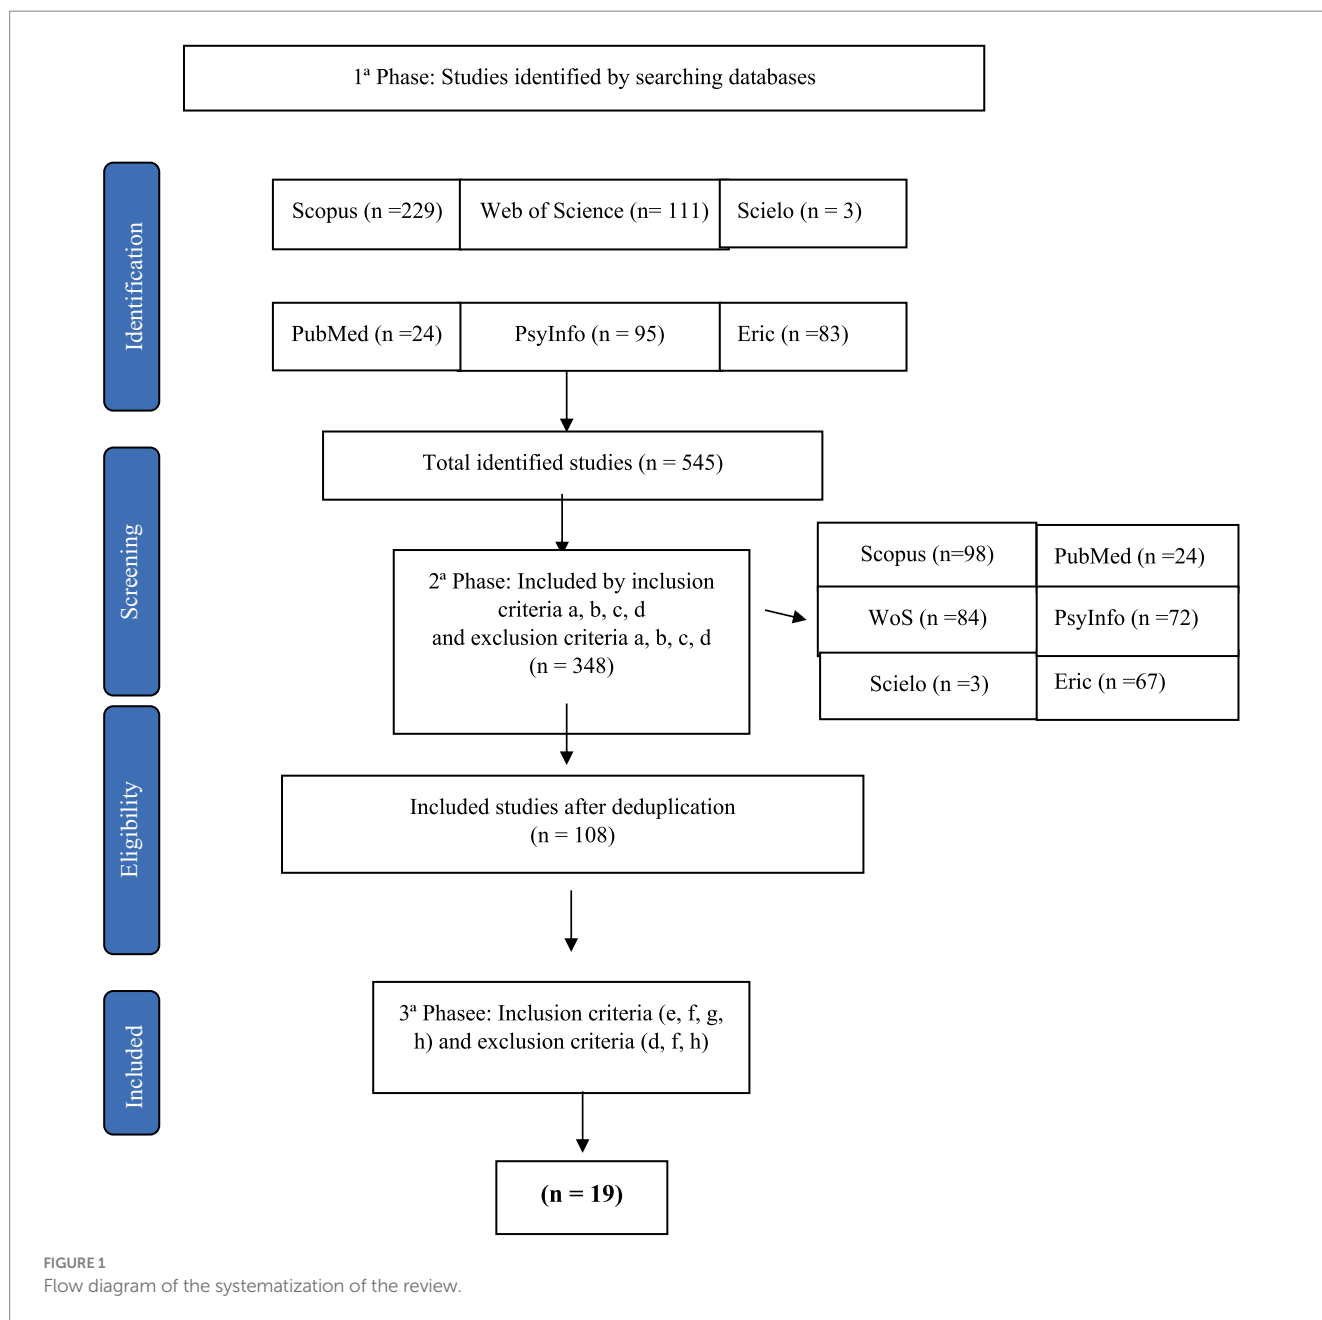 1ª Phase: Studies identified by searching databases
Identification
Scopus (n =229)
Web of Science (n= 111)
Scielo (n = 3)
PubMed (n =24)
PsyInfo (n = 95)
Eric (n =83)
Total identified studies (n = 545)
Screening
2ª Phase: Included by inclusion
criteria a, b, c, d
and exclusion criteria a, b, c, d
(n = 348)
Scopus (n=98)
PubMed (n =24)
WoS (n =84)
PsyInfo (n =72)
Scielo (n =3)
Eric (n =67)
Eligibility
Included studies after deduplication
(n = 108)
Included
3ª Phasee: Inclusion criteria (e, f, g,
h) and exclusion criteria (d, f, h)
(n = 19)
FIGURE 1
Flow diagram of the systematization of the review.